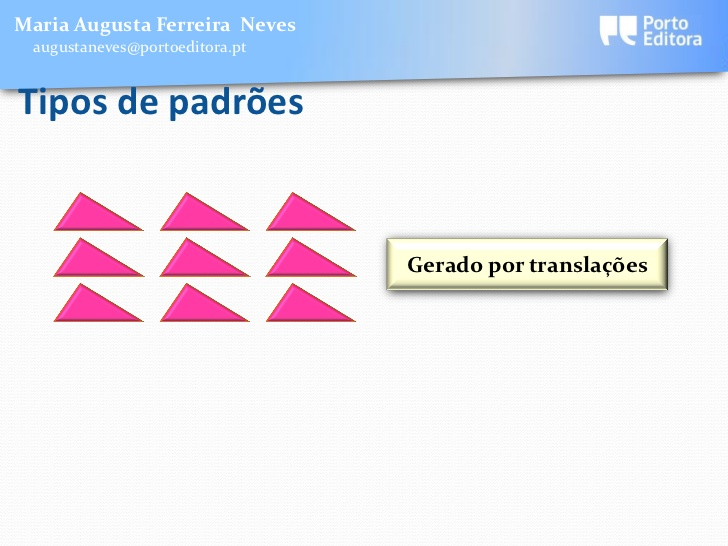 Maria Augusta Ferreira Neves
augustaneves@portoeditora.pt
Porto
Editora
Tipos de padrões
Gerado por translações